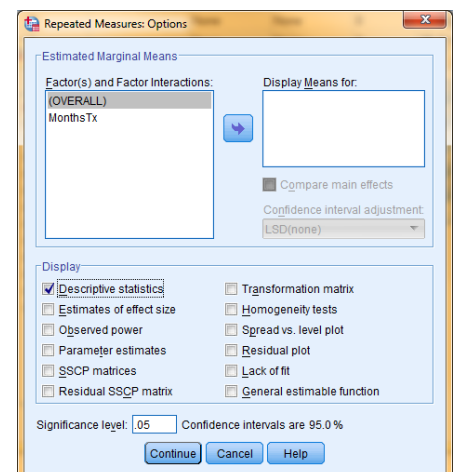 Repeated Measures: Options
x
Estimated Marginal Means
Factor(s) and Factor Interactions:
(OVERALL)
MonthsTx
Display Means for:
Compare main effects
Confidence interval adjustment:
LSD(none)
Display
Descriptive statistics
Estimates of effect size
Observed power
Parameter estimates
SSCP matrices
Residual SSCP matrix
Transformation matrix
Homogeneity tests
Spread vs. level plot
Residual plot
Lack of fit
General estimable function
Significance level: .05 Confidence intervals are 95.0 %
Continue Cancel Help